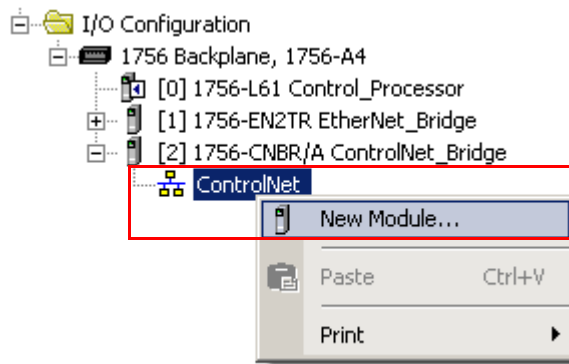 I/O Configuration
1756 Backplane, 1756-A4
[0] 1756-L61 Control_Processor
[1] 1756-EN2TR EtherNet_Bridge
[2] 1756-CNBR/A ControlNet_Bridge
ControlNet
New Module...
Paste Ctrl+V
Print